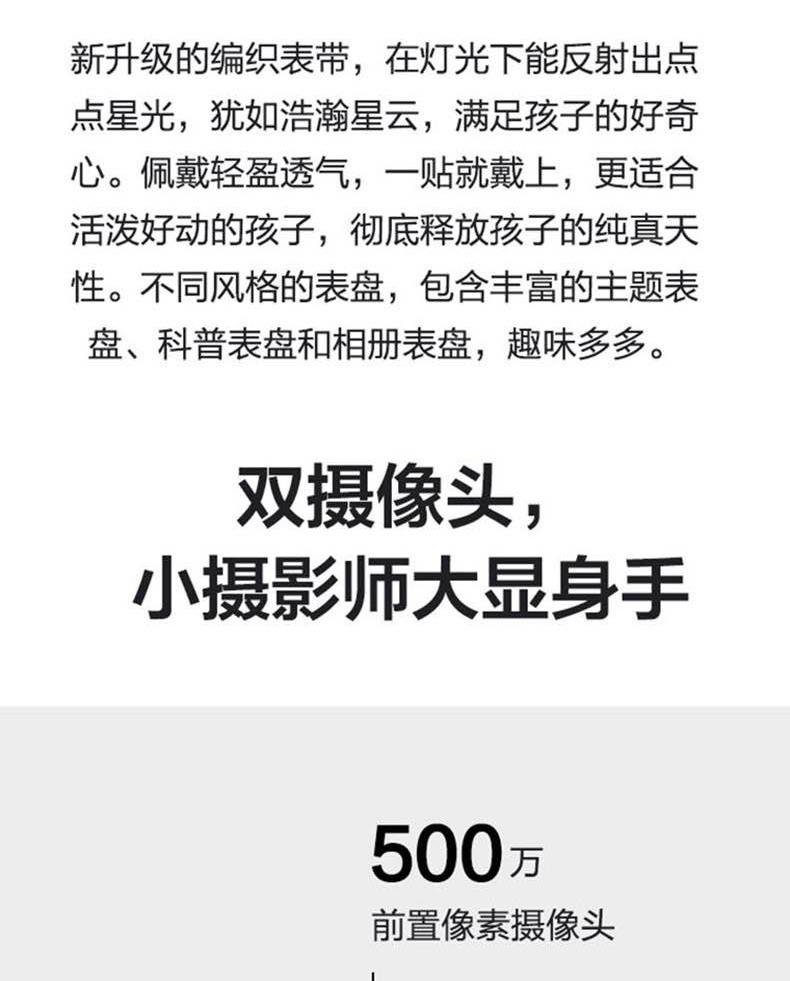 新升级的编织表带，在灯光下能反射出点
点星光，犹如浩瀚星云，满足孩子的好奇
心。佩戴轻盈透气，一贴就戴上，更适合
活泼好动的孩子，彻底释放孩子的纯真天
性。不同风格的表盘，包含丰富的主题表
盘、科普表盘和相册表盘，趣味多多。
双摄像头，
小摄影师大显身手
500万
前置像素摄像头